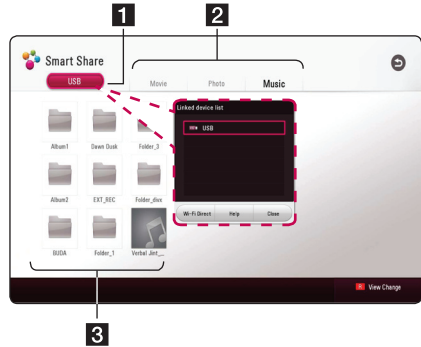 1
2
Smart Share
USB
Movie
Photo
Music
Linked device list
NEW USB
Album1
Dawn Dusk
Folder_3
Album2
EXT_REC
Folder_divx
Wi-Fi Direct
Help
Close
BUDA
Folder_1
Verbal Jint_...
View Change
3